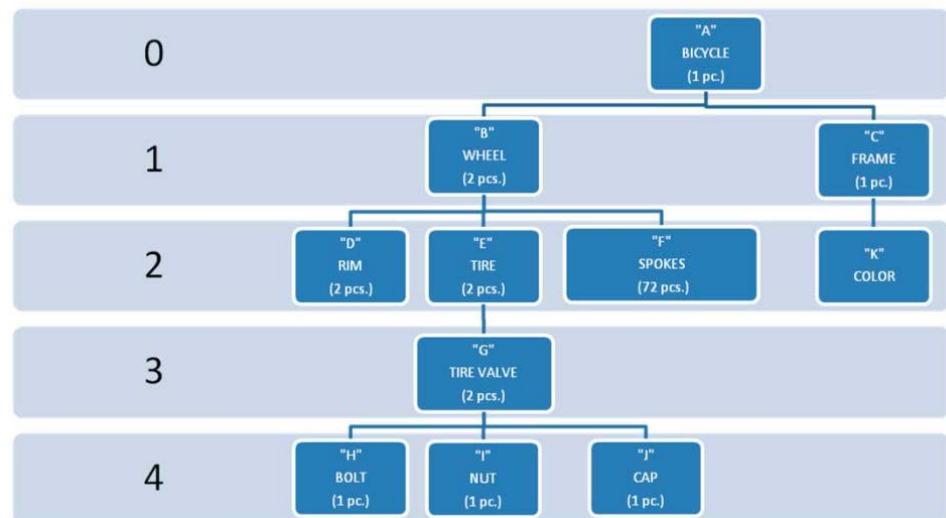 0
"A"
BICYCLE
(1 pc.)
1
"B"
WHEEL
(2 pcs.)
"C"
FRAME
(1 pc.)
2
"D"
RIM
(2 pcs.)
"E"
TIRE
(2 pcs.)
"F"
SPOKES
(72 pcs.)
"K"
COLOR
3
"G"
TIRE VALVE
(2 pcs.)
4
"H"
BOLT
(1 pc.)
"I"
NUT
(1 pc.)
"J"
CAP
(1 pc.)